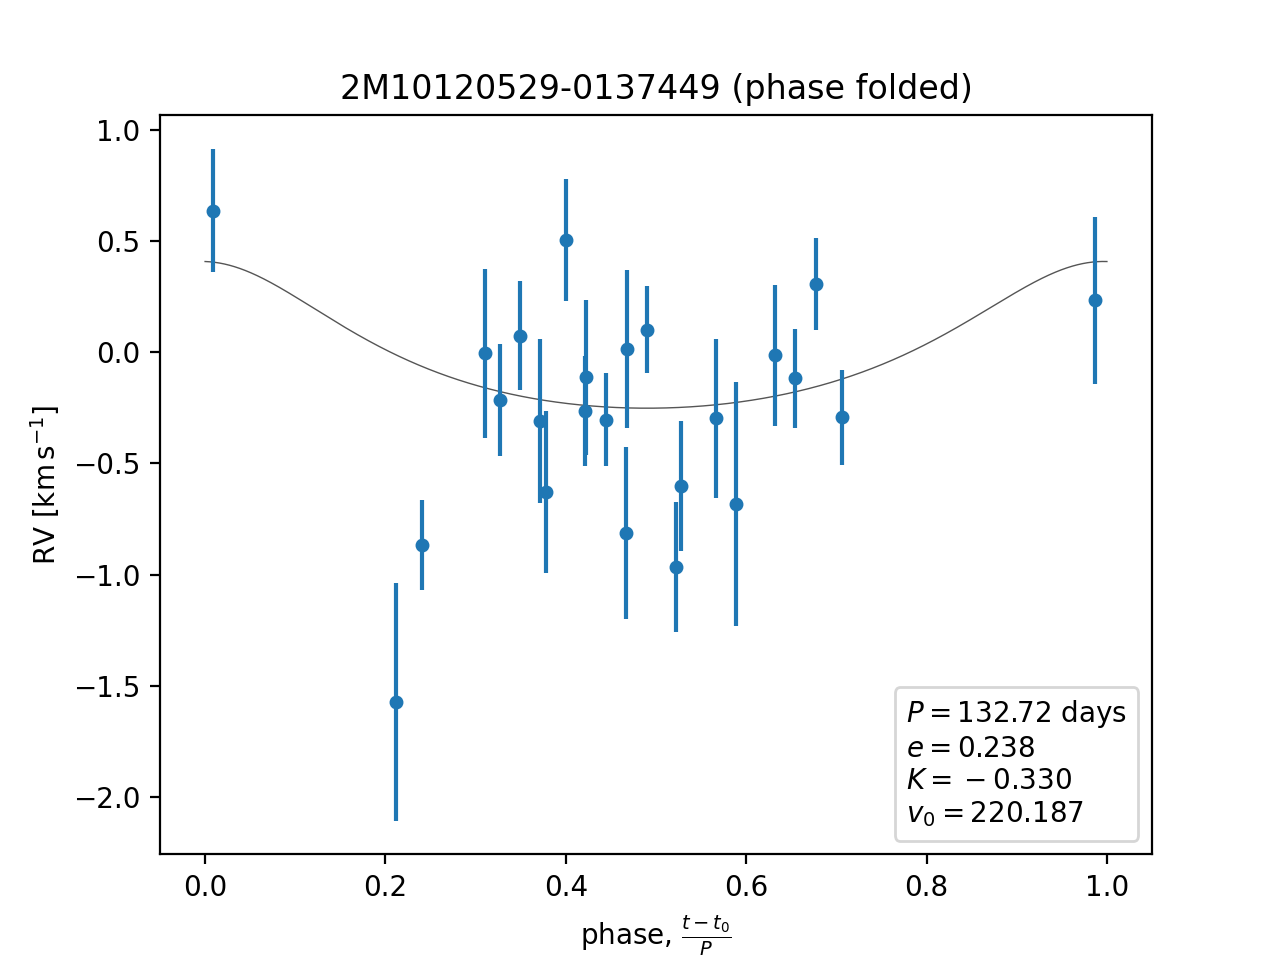 2M10120529-0137449 (phase folded)
RV [km s⁻¹]
1.0
0.5
0.0
−0.5
−1.0
−1.5
−2.0
P = 132.72 days
e = 0.238
K = −0.330
v₀ = 220.187
0.0 0.2 0.4 0.6 0.8 1.0
phase, (t − t₀)/P